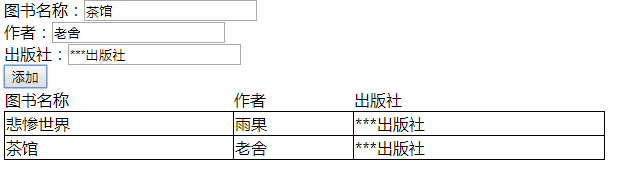 图书名称：茶馆
作者：老舍
出版社：***出版社
添加
图书名称 作者 出版社
悲惨世界 雨果 ***出版社
茶馆 老舍 ***出版社